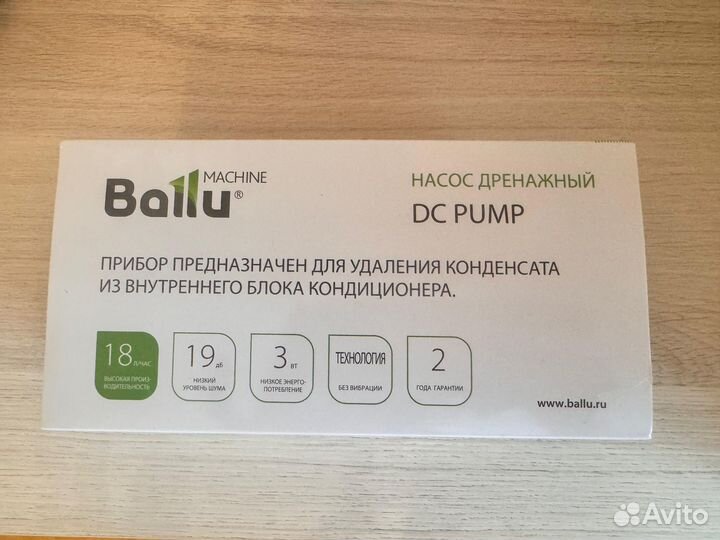 Ballu® MACHINE
НАСОС ДРЕНАЖНЫЙ
DC PUMP
ПРИБОР ПРЕДНАЗНАЧЕН ДЛЯ УДАЛЕНИЯ КОНДЕНСАТА
ИЗ ВНУТРЕННЕГО БЛОКА КОНДИЦИОНЕРА.
18 Л/ЧАС
ВЫСОКАЯ ПРОИЗ-
ВОДИТЕЛЬНОСТЬ
19 дБ
НИЗКИЙ
УРОВЕНЬ ШУМА
3 ВТ
НИЗКОЕ ЭНЕРГО-
ПОТРЕБЛЕНИЕ
ТЕХНОЛОГИЯ
БЕЗ ВИБРАЦИИ
2
ГОДА ГАРАНТИИ
www.ballu.ru
Avito